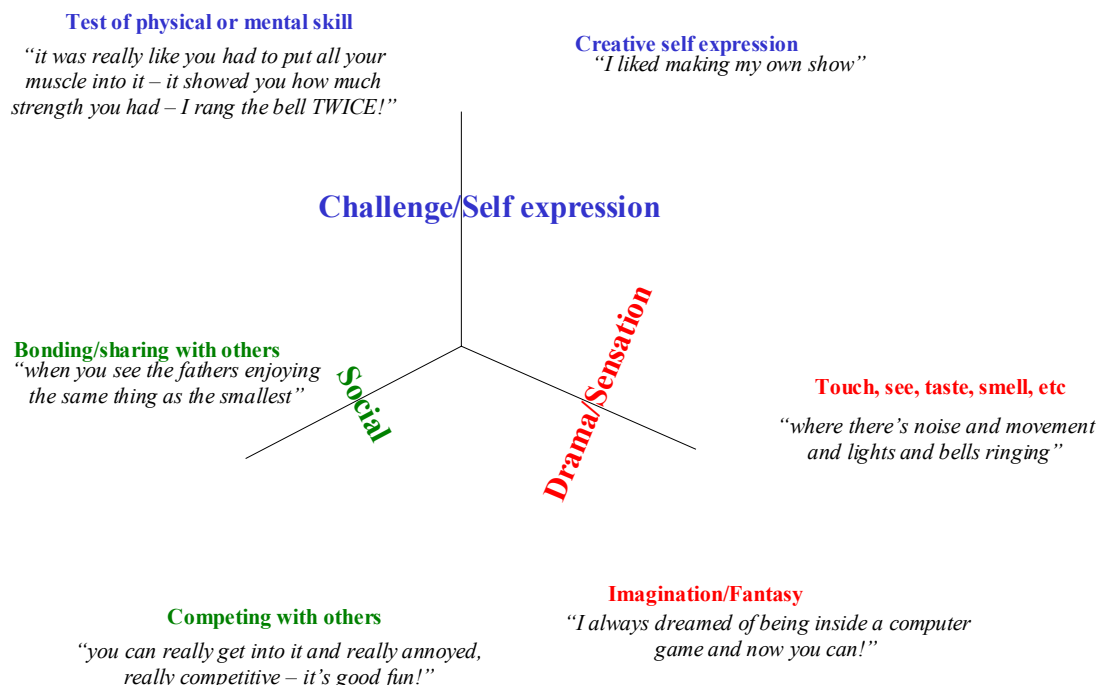 Test of physical or mental skill
“it was really like you had to put all your
muscle into it – it showed you how much
strength you had – I rang the bell TWICE!”
Creative self expression
“I liked making my own show”
Challenge/Self expression
Bonding/sharing with others
“when you see the fathers enjoying
the same thing as the smallest”
Social
Drama/Sensation
Touch, see, taste, smell, etc
“where there’s noise and movement
and lights and bells ringing”
Competing with others
“you can really get into it and really annoyed,
really competitive – it’s good fun!”
Imagination/Fantasy
“I always dreamed of being inside a computer
game and now you can!”